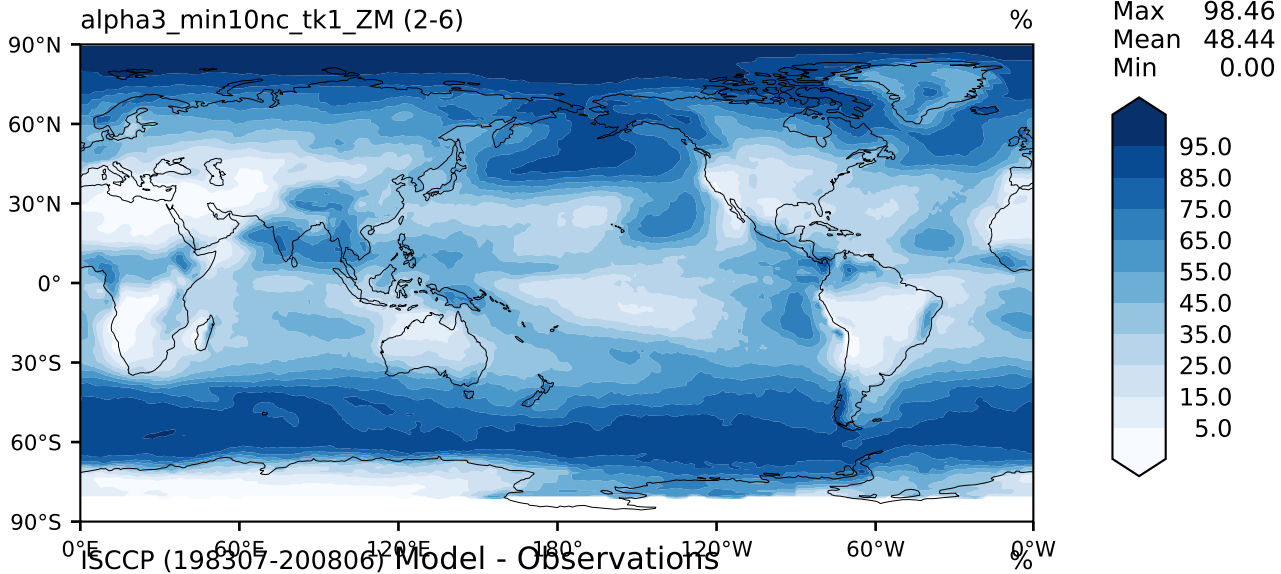 alpha3_min10nc_tk1_ZM (2-6) %
Max 98.46
Mean 48.44
Min 0.00
90°N
60°N
30°N
0°
30°S
60°S
90°S
0°E 60°E 120°E 180° 120°W 60°W 0°W
ISCCP (198307-200806) Model - Observations %
95.0
85.0
75.0
65.0
55.0
45.0
35.0
25.0
15.0
5.0